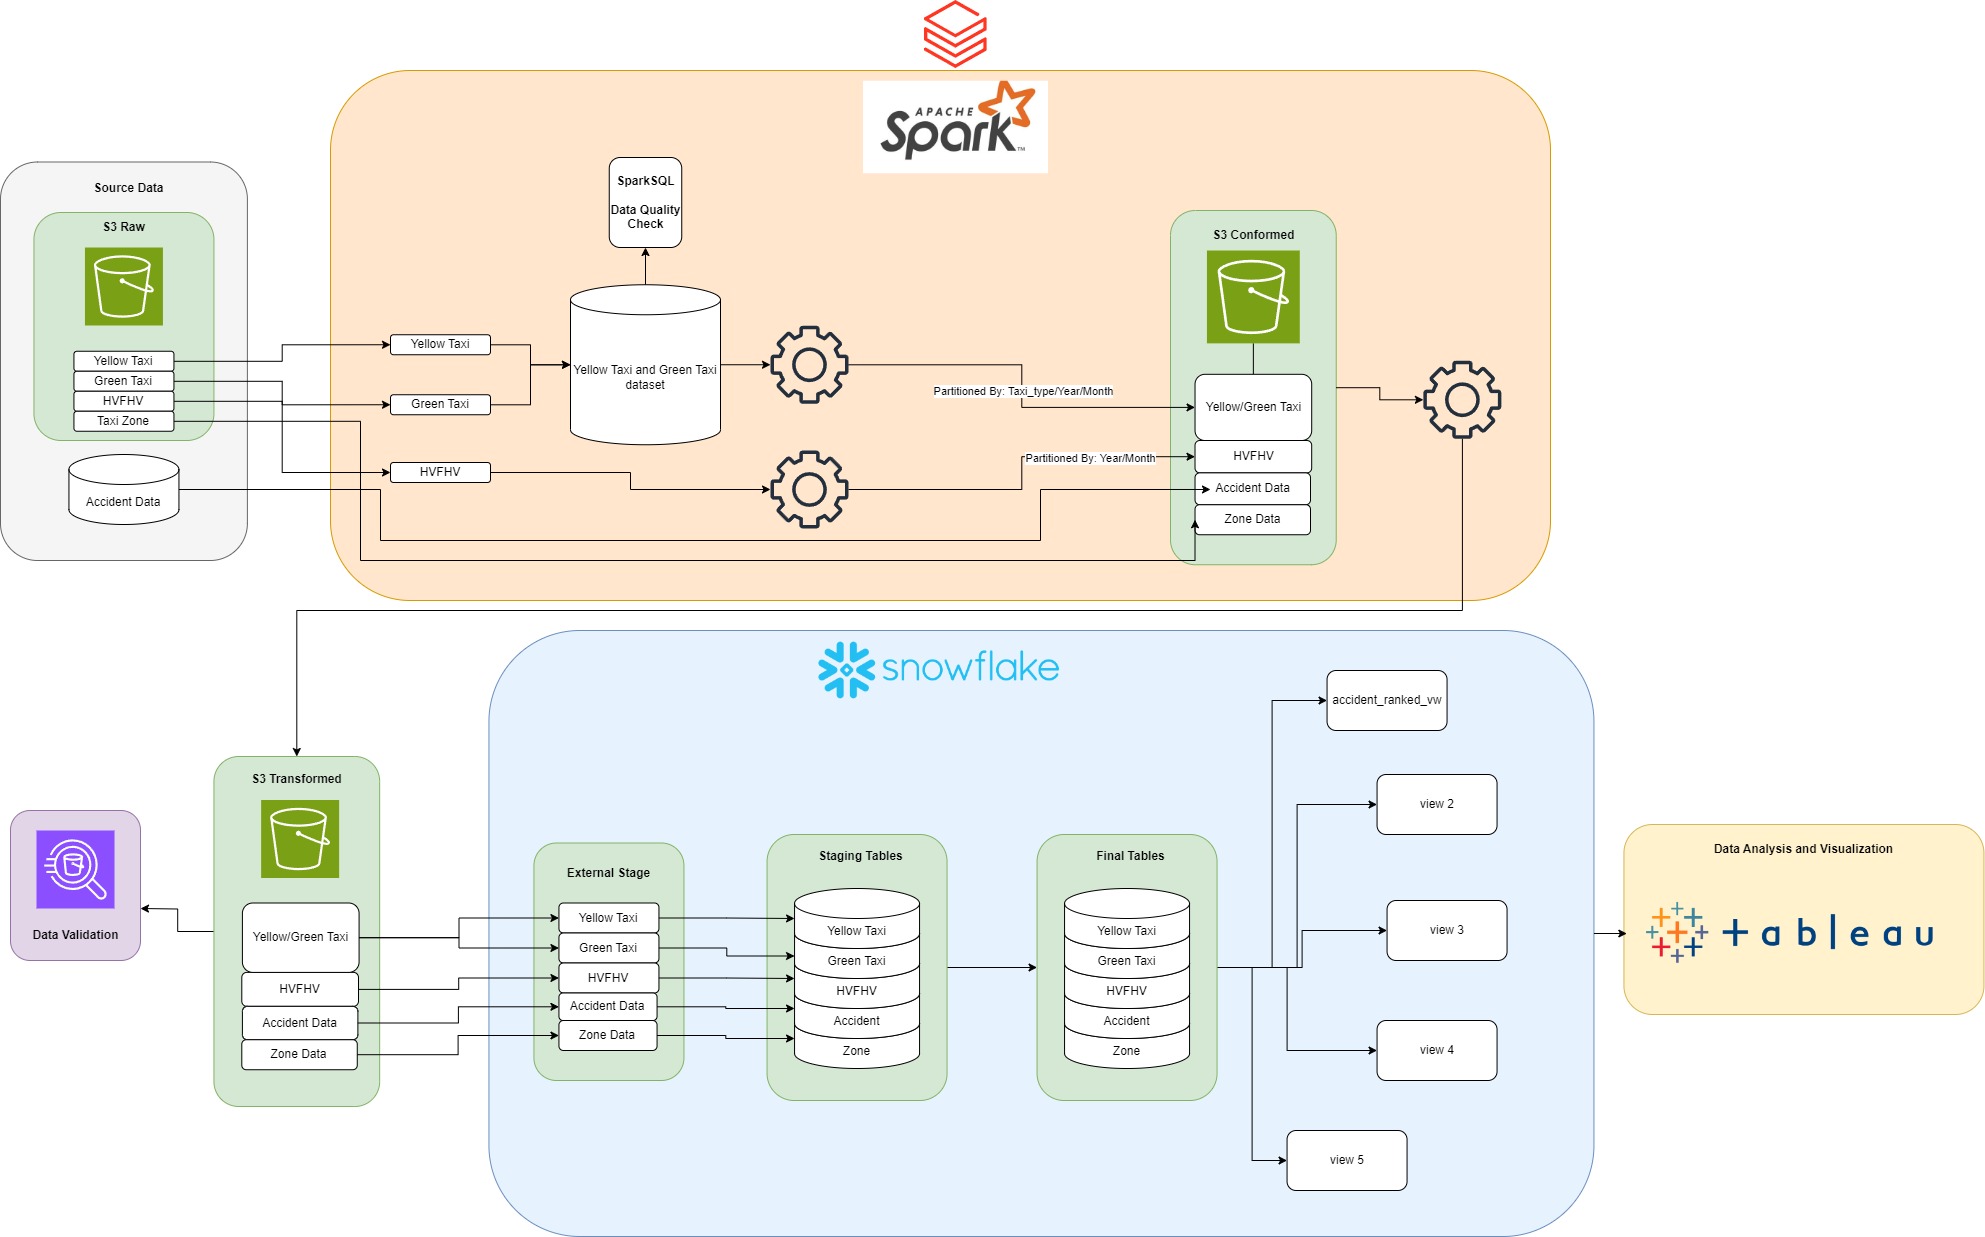 APACHE
Spark™
Source Data
S3 Raw
Yellow Taxi
Green Taxi
HVFHV
Taxi Zone
Accident Data
Yellow Taxi
Green Taxi
HVFHV
SparkSQL
Data Quality
Check
Yellow Taxi and Green Taxi
dataset
Partitioned By: Taxi_type/Year/Month
Partitioned By: Year/Month
S3 Conformed
Yellow/Green Taxi
HVFHV
Accident Data
Zone Data
snowflake
S3 Transformed
Yellow/Green Taxi
HVFHV
Accident Data
Zone Data
Data Validation
External Stage
Yellow Taxi
Green Taxi
HVFHV
Accident Data
Zone Data
Staging Tables
Yellow Taxi
Green Taxi
HVFHV
Accident
Zone
Final Tables
Yellow Taxi
Green Taxi
HVFHV
Accident
Zone
accident_ranked_vw
view 2
view 3
view 4
view 5
Data Analysis and Visualization
+ableau